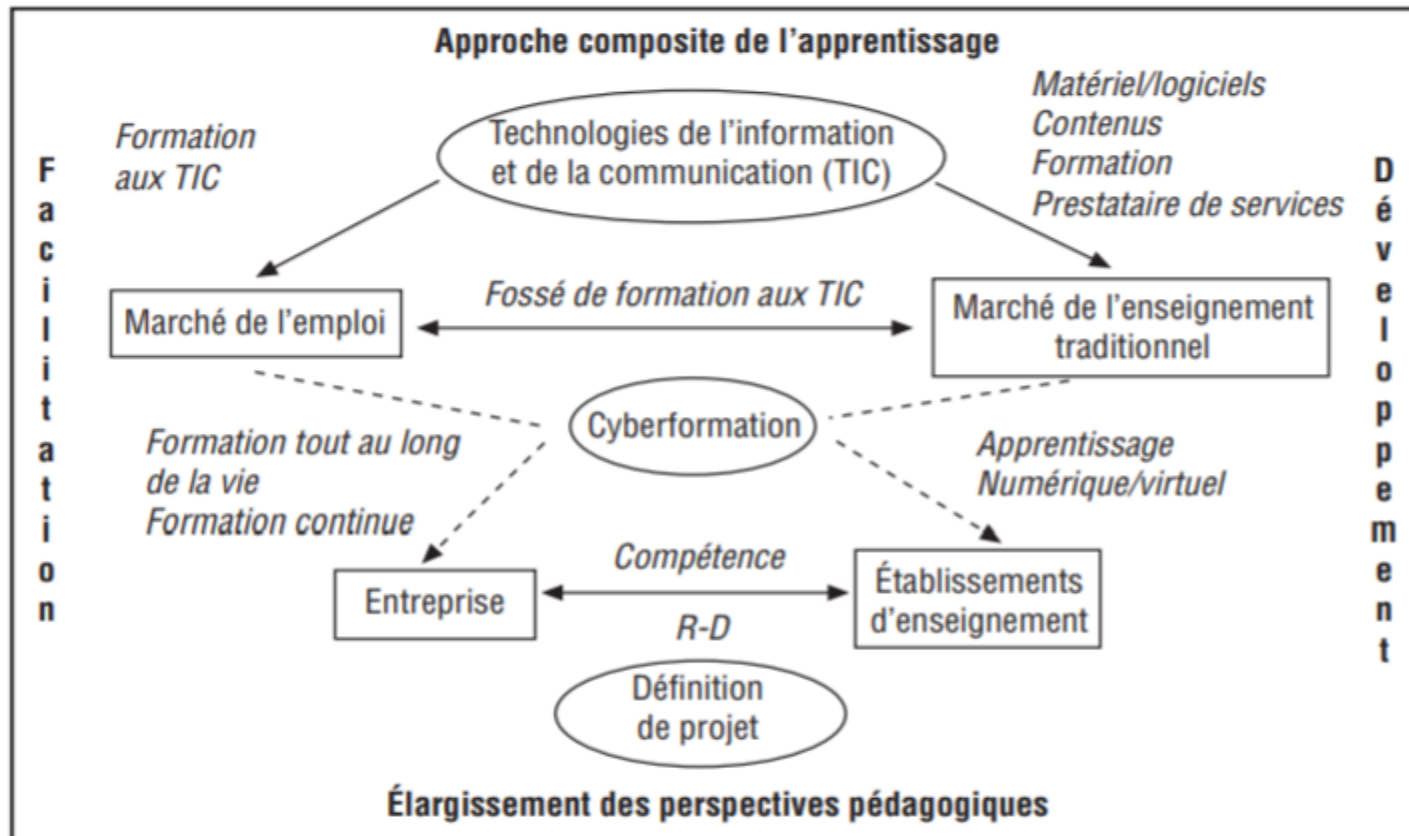 Approche composite de l'apprentissage
Formation
aux TIC
Technologies de l'information
et de la communication (TIC)
Matériel/logiciels
Contenus
Formation
Prestataire de services
Facilitation
Développement
Marché de l'emploi
Fossé de formation aux TIC
Marché de l'enseignement
traditionnel
Cyberformation
Formation tout au long
de la vie
Formation continue
Apprentissage
Numérique/virtuel
Entreprise
Compétence
R-D
Établissements
d'enseignement
Définition
de projet
Élargissement des perspectives pédagogiques